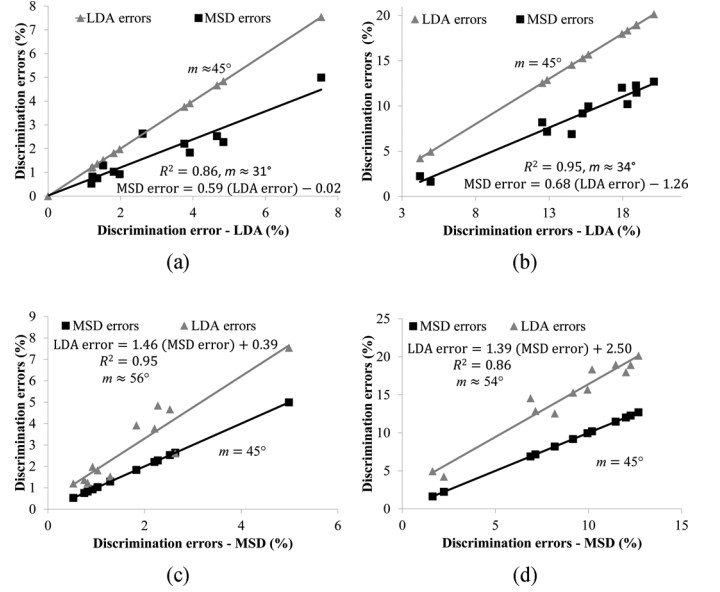 LDA errors MSD errors
Discrimination errors (%)
8
7
6
5
4
3
2
1
0
m ≈45°
R² = 0.86, m ≈ 31°
MSD error = 0.59 (LDA error) − 0.02
0 2 4 6 8
Discrimination error - LDA (%)
(a)
LDA errors MSD errors
Discrimination errors (%)
20
15
10
5
0
m = 45°
R² = 0.95, m ≈ 34°
MSD error = 0.68 (LDA error) − 1.26
3 8 13 18
Discrimination errors - LDA (%)
(b)
MSD errors LDA errors
LDA error = 1.46 (MSD error) + 0.39
R² = 0.95
m ≈ 56°
Discrimination errors (%)
9
8
7
6
5
4
3
2
1
0
m = 45°
0 2 4 6
Discrimination errors - MSD (%)
(c)
MSD errors LDA errors
LDA error = 1.39 (MSD error) + 2.50
R² = 0.86
m ≈ 54°
Discrimination errors (%)
25
20
15
10
5
0
m = 45°
0 5 10 15
Discrimination errors - MSD (%)
(d)